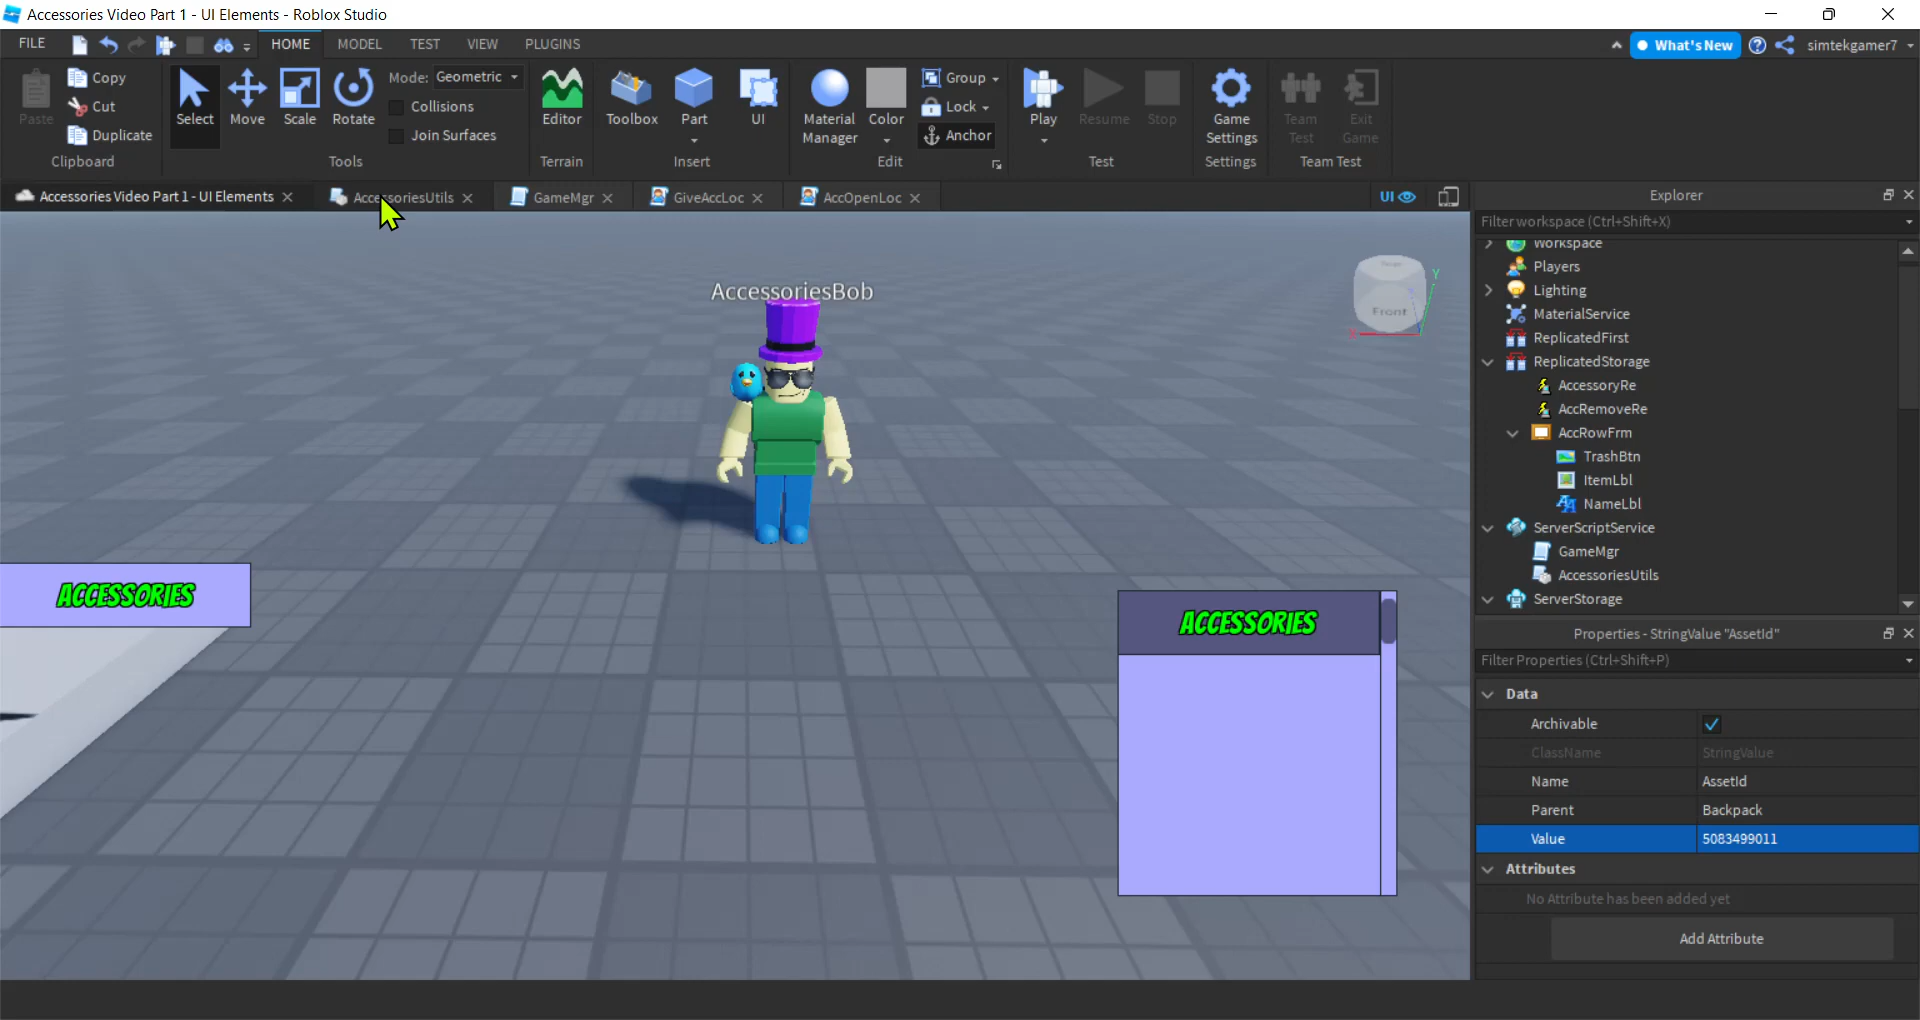 Accessories Video Part 1 - UI Elements - Roblox Studio
FILE
HOME
MODEL
TEST
VIEW
PLUGINS
What's New
simtekgamer7
Paste
Copy
Cut
Duplicate
Clipboard
Select
Move
Scale
Rotate
Mode: Geometric
Collisions
Join Surfaces
Tools
Editor
Terrain
Toolbox
Part
UI
Insert
Material Manager
Color
Group
Lock
Anchor
Edit
Play
Resume
Stop
Test
Game Settings
Settings
Team Test
Exit Game
Team Test
Accessories Video Part 1 - UI Elements
AccessoriesUtils
GameMgr
GiveAccLoc
AccOpenLoc
UI
AccessoriesBob
Front
Y
ACCESSORIES
ACCESSORIES
Explorer
Filter workspace (Ctrl+Shift+X)
Workspace
Players
Lighting
MaterialService
ReplicatedFirst
ReplicatedStorage
AccessoryRe
AccRemoveRe
AccRowFrm
TrashBtn
ItemLbl
NameLbl
ServerScriptService
GameMgr
AccessoriesUtils
ServerStorage
Properties - StringValue "AssetId"
Filter Properties (Ctrl+Shift+P)
Data
Archivable
ClassName StringValue
Name AssetId
Parent Backpack
Value 5083499011
Attributes
No Attribute has been added yet
Add Attribute